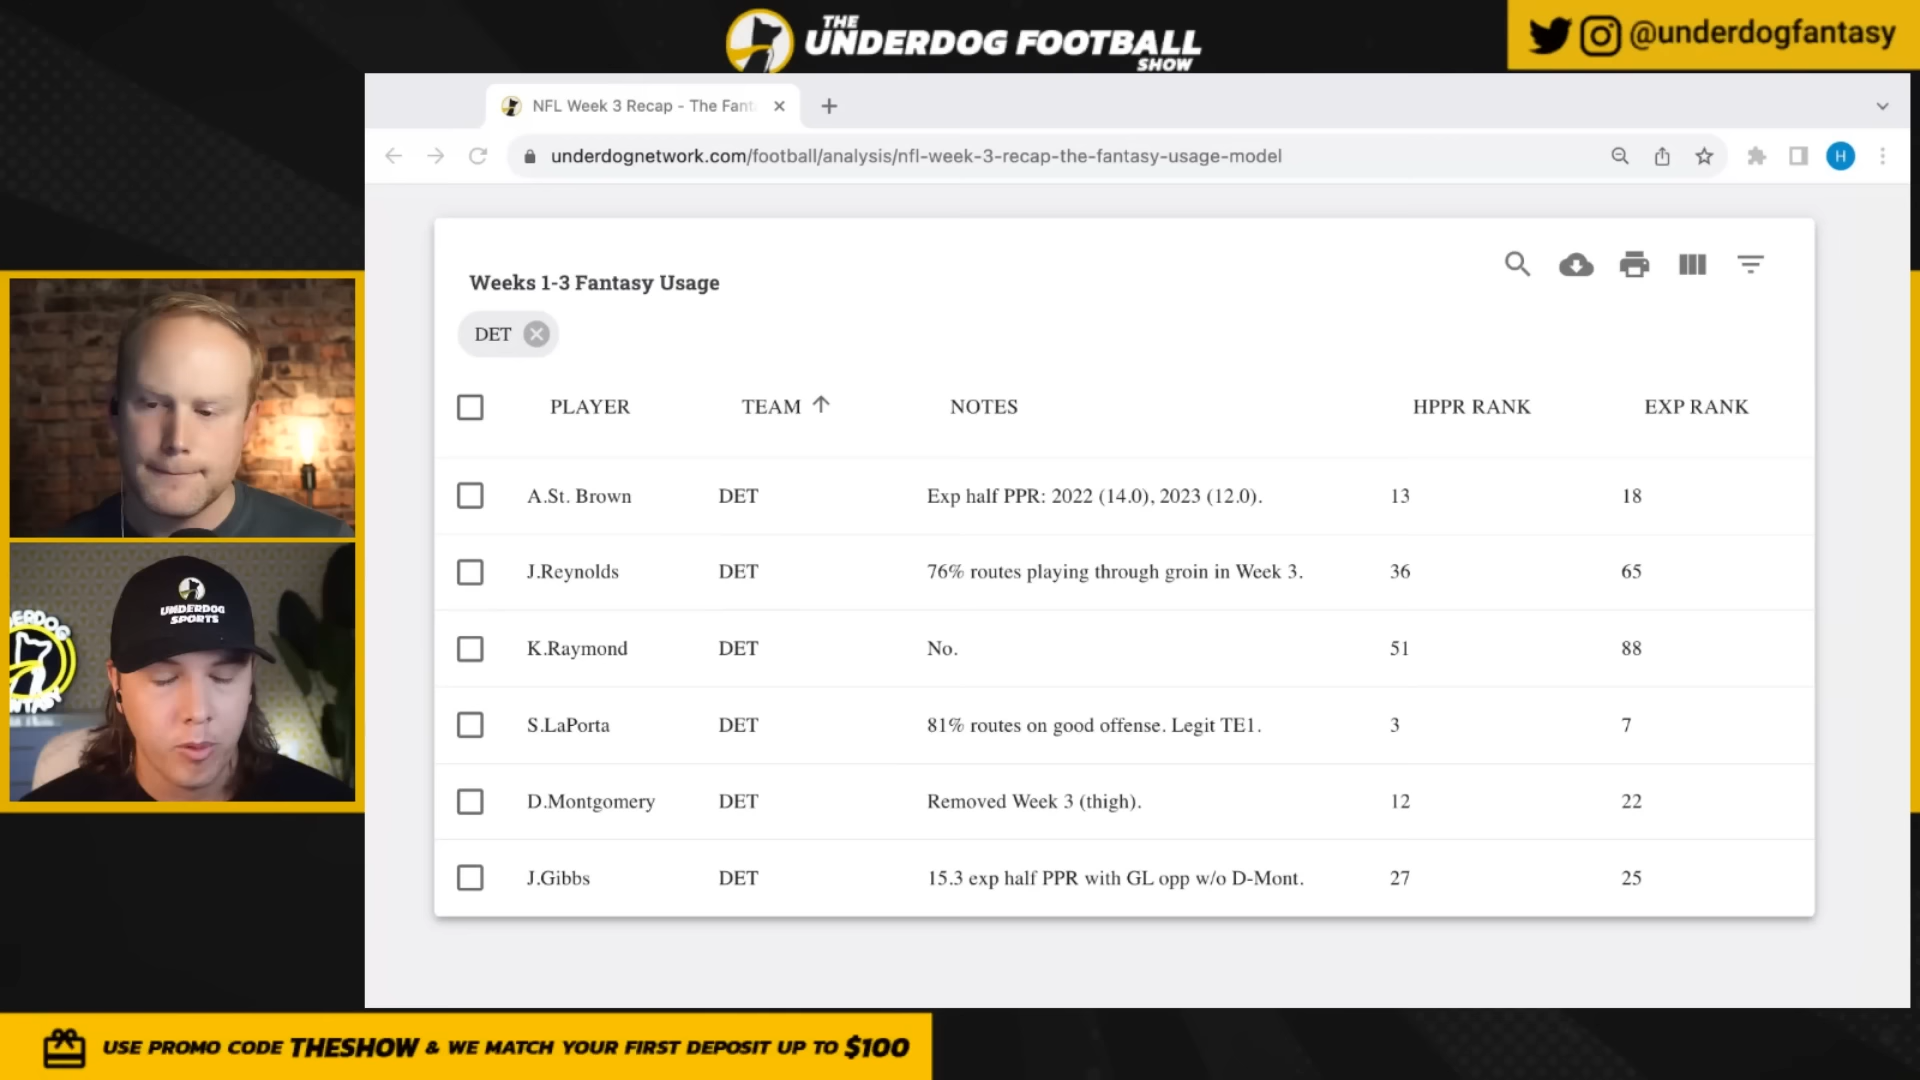 THE
UNDERDOG FOOTBALL
SHOW
@underdogfantasy
NFL Week 3 Recap - The Fant
underdognetwork.com/football/analysis/nfl-week-3-recap-the-fantasy-usage-model
H
Weeks 1-3 Fantasy Usage
DET
PLAYER TEAM NOTES HPPR RANK EXP RANK
A.St. Brown DET Exp half PPR: 2022 (14.0), 2023 (12.0). 13 18
J.Reynolds DET 76% routes playing through groin in Week 3. 36 65
K.Raymond DET No. 51 88
S.LaPorta DET 81% routes on good offense. Legit TE1. 3 7
D.Montgomery DET Removed Week 3 (thigh). 12 22
J.Gibbs DET 15.3 exp half PPR with GL opp w/o D-Mont. 27 25
UNDERDOG
SPORTS
USE PROMO CODE THESHOW & WE MATCH YOUR FIRST DEPOSIT UP TO $100